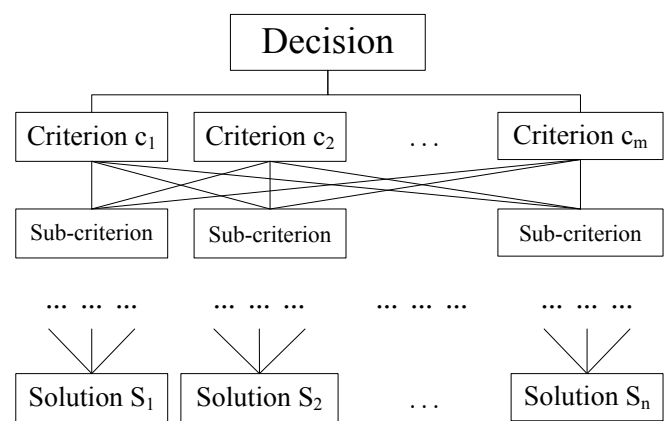 Decision
Criterion c₁ Criterion c₂ ... Criterion cₘ
Sub-criterion Sub-criterion Sub-criterion
... ... ... ... ... ... ... ... ... ... ... ...
Solution S₁ Solution S₂ ... Solution Sₙ